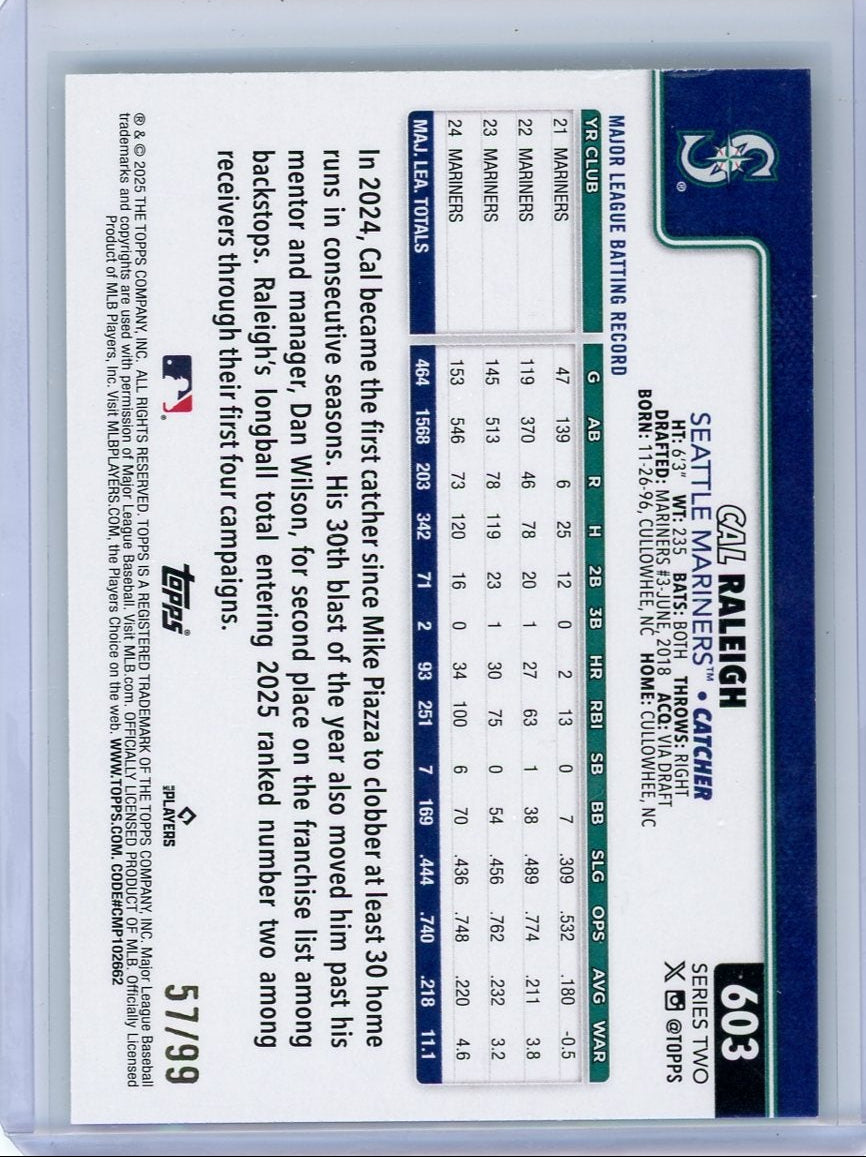 S®
603
CAL RALEIGH
SERIES TWO
SEATTLE MARINERS™ • CATCHER
X @TOPPS
HT: 6'3" WT: 235 BATS: BOTH THROWS: RIGHT
DRAFTED: MARINERS #3-JUNE, 2018 ACQ: VIA DRAFT
BORN: 11-26-96, CULLOWHEE, NC HOME: CULLOWHEE, NC
MAJOR LEAGUE BATTING RECORD
YR CLUB G AB R H 2B 3B HR RBI SB BB SLG OPS AVG WAR
21 MARINERS 47 139 6 25 12 0 2 13 0 7 .309 .532 .180 -0.5
22 MARINERS 119 370 46 78 20 1 27 63 1 38 .489 .774 .211 3.8
23 MARINERS 145 513 78 119 23 1 30 75 0 54 .456 .762 .232 3.2
24 MARINERS 153 546 73 120 16 0 34 100 6 70 .436 .748 .220 4.6
MAJ. LEA. TOTALS 464 1568 203 342 71 2 93 251 7 169 .444 .740 .218 11.1
In 2024, Cal became the first catcher since Mike Piazza to clobber at least 30 home
runs in consecutive seasons. His 30th blast of the year also moved him past his
mentor and manager, Dan Wilson, for second place on the franchise list among
backstops. Raleigh's longball total entering 2025 ranked number two among
receivers through their first four campaigns.
topps®
PLAYERS
57/99
® & © 2025 THE TOPPS COMPANY, INC. ALL RIGHTS RESERVED. TOPPS IS A REGISTERED TRADEMARK OF THE TOPPS COMPANY, INC. Major League Baseball
trademarks and copyrights are used with permission of Major League Baseball. Visit MLB.com. OFFICIALLY LICENSED PRODUCT OF MLB. Officially Licensed
Product of MLB Players, Inc. Visit MLBPLAYERS.COM, the Players Choice on the web. WWW.TOPPS.COM. CODE#CMP102662